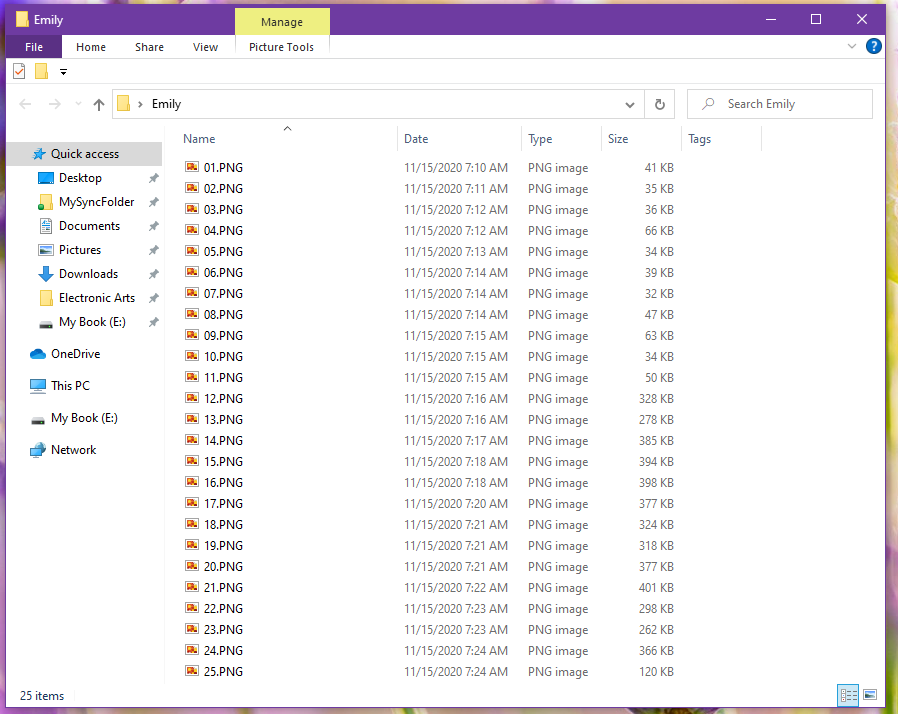 Emily
Manage
File Home Share View Picture Tools
?
Emily
Search Emily
Name Date Type Size Tags
Quick access
Desktop
MySyncFolder
Documents
Pictures
Downloads
Electronic Arts
My Book (E:)
OneDrive
This PC
My Book (E:)
Network
01.PNG 11/15/2020 7:10 AM PNG image 41 KB
02.PNG 11/15/2020 7:11 AM PNG image 35 KB
03.PNG 11/15/2020 7:12 AM PNG image 36 KB
04.PNG 11/15/2020 7:12 AM PNG image 66 KB
05.PNG 11/15/2020 7:13 AM PNG image 34 KB
06.PNG 11/15/2020 7:14 AM PNG image 39 KB
07.PNG 11/15/2020 7:14 AM PNG image 32 KB
08.PNG 11/15/2020 7:14 AM PNG image 47 KB
09.PNG 11/15/2020 7:15 AM PNG image 63 KB
10.PNG 11/15/2020 7:15 AM PNG image 34 KB
11.PNG 11/15/2020 7:15 AM PNG image 50 KB
12.PNG 11/15/2020 7:16 AM PNG image 328 KB
13.PNG 11/15/2020 7:16 AM PNG image 278 KB
14.PNG 11/15/2020 7:17 AM PNG image 385 KB
15.PNG 11/15/2020 7:18 AM PNG image 394 KB
16.PNG 11/15/2020 7:18 AM PNG image 398 KB
17.PNG 11/15/2020 7:20 AM PNG image 377 KB
18.PNG 11/15/2020 7:21 AM PNG image 324 KB
19.PNG 11/15/2020 7:21 AM PNG image 318 KB
20.PNG 11/15/2020 7:21 AM PNG image 377 KB
21.PNG 11/15/2020 7:22 AM PNG image 401 KB
22.PNG 11/15/2020 7:23 AM PNG image 298 KB
23.PNG 11/15/2020 7:23 AM PNG image 262 KB
24.PNG 11/15/2020 7:24 AM PNG image 366 KB
25.PNG 11/15/2020 7:24 AM PNG image 120 KB
25 items